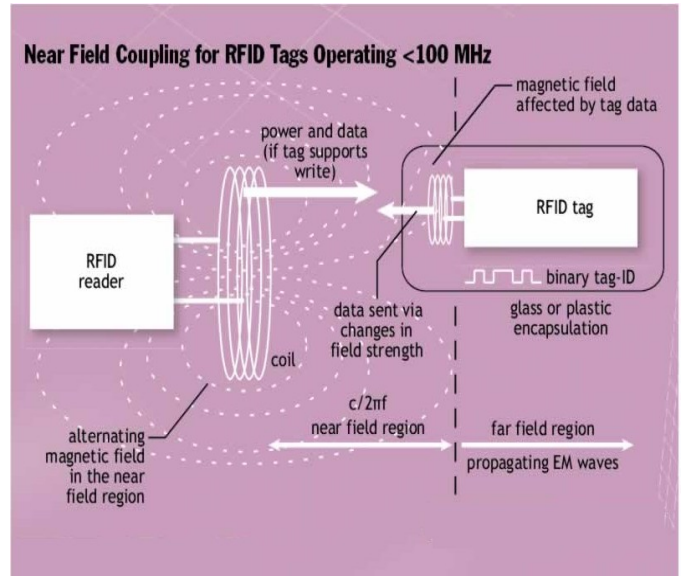 Near Field Coupling for RFID Tags Operating <100 MHz
magnetic field
affected by tag data
power and data
(if tag supports
write)
RFID tag
RFID
reader
binary tag-ID
glass or plastic
encapsulation
data sent via
changes in
field strength
coil
c/2πf
near field region
far field region
propagating EM waves
alternating
magnetic field
in the near
field region